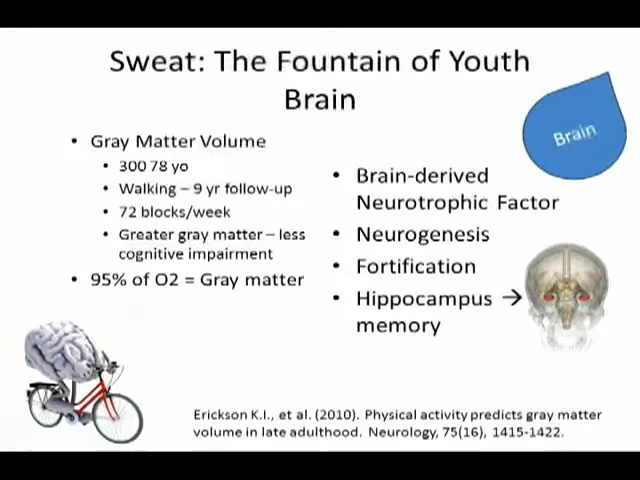 Sweat: The Fountain of Youth
Brain
Brain
• Gray Matter Volume
• 300 78 yo
• Walking – 9 yr follow-up
• 72 blocks/week
• Greater gray matter – less
cognitive impairment
• 95% of O2 = Gray matter
• Brain-derived
Neurotrophic Factor
• Neurogenesis
• Fortification
• Hippocampus →
memory
Erickson K.I., et al. (2010). Physical activity predicts gray matter
volume in late adulthood. Neurology, 75(16), 1415-1422.